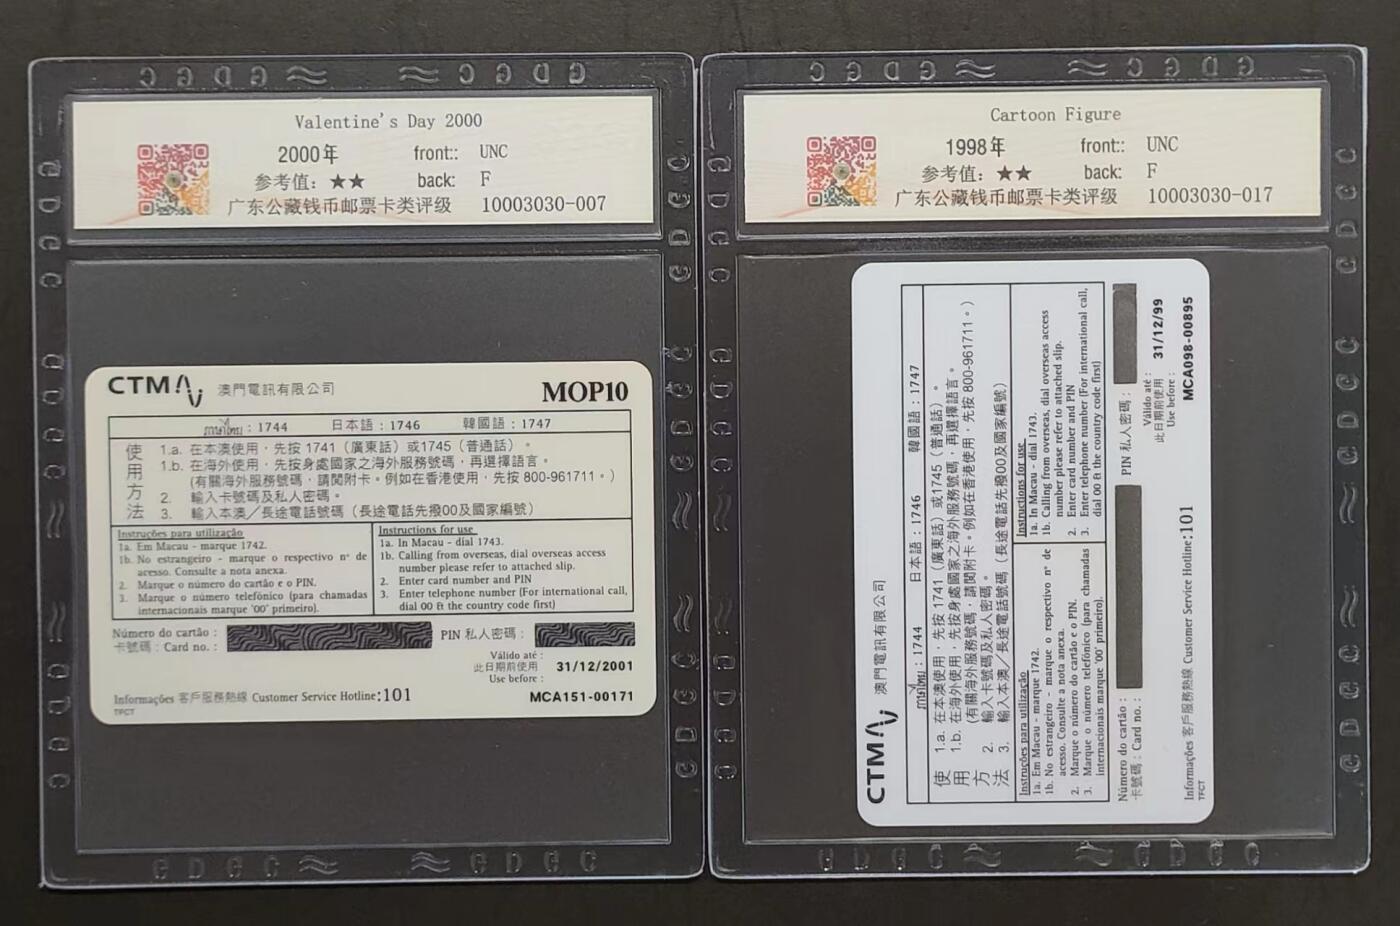 Valentine's Day 2000
2000年 front:: UNC
参考值：★★ back: F
广东公藏钱币邮票卡类评级 10003030-007
CTM 澳門電訊有限公司 MOP10
ภาษาไทย : 1744 日本語 : 1746 韓國語 : 1747
使用方法
1.a. 在本澳使用，先按 1741（廣東話）或1745（普通話）。
1.b. 在海外使用，先按身處國家之海外服務號碼，再選擇語言。
(有關海外服務號碼，請閱附卡。例如在香港使用，先按 800-961711。)
2. 輸入卡號碼及私人密碼。
3. 輸入本澳／長途電話號碼（長途電話先撥00及國家編號）
Instruções para utilização
1a. Em Macau - marque 1742.
1b. No estrangeiro - marque o respectivo nº de
acesso. Consulte a nota anexa.
2. Marque o número do cartão e o PIN.
3. Marque o número telefónico (para chamadas
internacionais marque '00' primeiro).
Instructions for use
1a. In Macau - dial 1743.
1b. Calling from overseas, dial overseas access
number please refer to attached slip.
2. Enter card number and PIN
3. Enter telephone number (For international call,
dial 00 & the country code first)
Número do cartão :
卡號碼 : Card no. :
PIN 私人密碼 :
Válido até :
此日期前使用 31/12/2001
Use before :
Informações 客戶服務熱線 Customer Service Hotline:101 MCA151-00171
TFCT
Cartoon Figure
1998年 front:: UNC
参考值：★★ back: F
广东公藏钱币邮票卡类评级 10003030-017
CTM 澳門電訊有限公司
ภาษาไทย : 1744 日本語 : 1746 韓國語 : 1747
使用方法
1.a. 在本澳使用，先按 1741（廣東話）或1745（普通話）。
1.b. 在海外使用，先按身處國家之海外服務號碼，再選擇語言。
(有關海外服務號碼，請閱附卡。例如在香港使用，先按 800-961711。)
2. 輸入卡號碼及私人密碼。
3. 輸入本澳／長途電話號碼（長途電話先撥00及國家編號）
Instruções para utilização
1a. Em Macau - marque 1742.
1b. No estrangeiro - marque o respectivo nº de
acesso. Consulte a nota anexa.
2. Marque o número do cartão e o PIN.
3. Marque o número telefónico (para chamadas
internacionais marque '00' primeiro).
Instructions for use
1a. In Macau - dial 1743.
1b. Calling from overseas, dial overseas access
number please refer to attached slip.
2. Enter card number and PIN
3. Enter telephone number (For international call,
dial 00 & the country code first)
Número do cartão :
卡號碼 : Card no. :
PIN 私人密碼 :
Válido até :
此日期前使用 31/12/99
Use before :
Informações 客戶服務熱線 Customer Service Hotline:101 MCA098-00895
TFCT